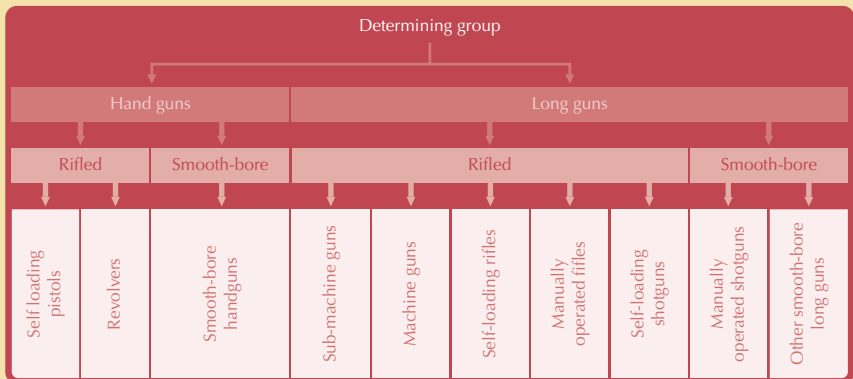 Determining group
Hand guns
Long guns
Rifled
Smooth-bore
Rifled
Smooth-bore
Self loading
pistols
Revolvers
Smooth-bore
handguns
Sub-machine guns
Machine guns
Self-loading rifles
Manually
operated fifles
Self-loading
shotguns
Manually
operated shotguns
Other smooth-bore
long guns